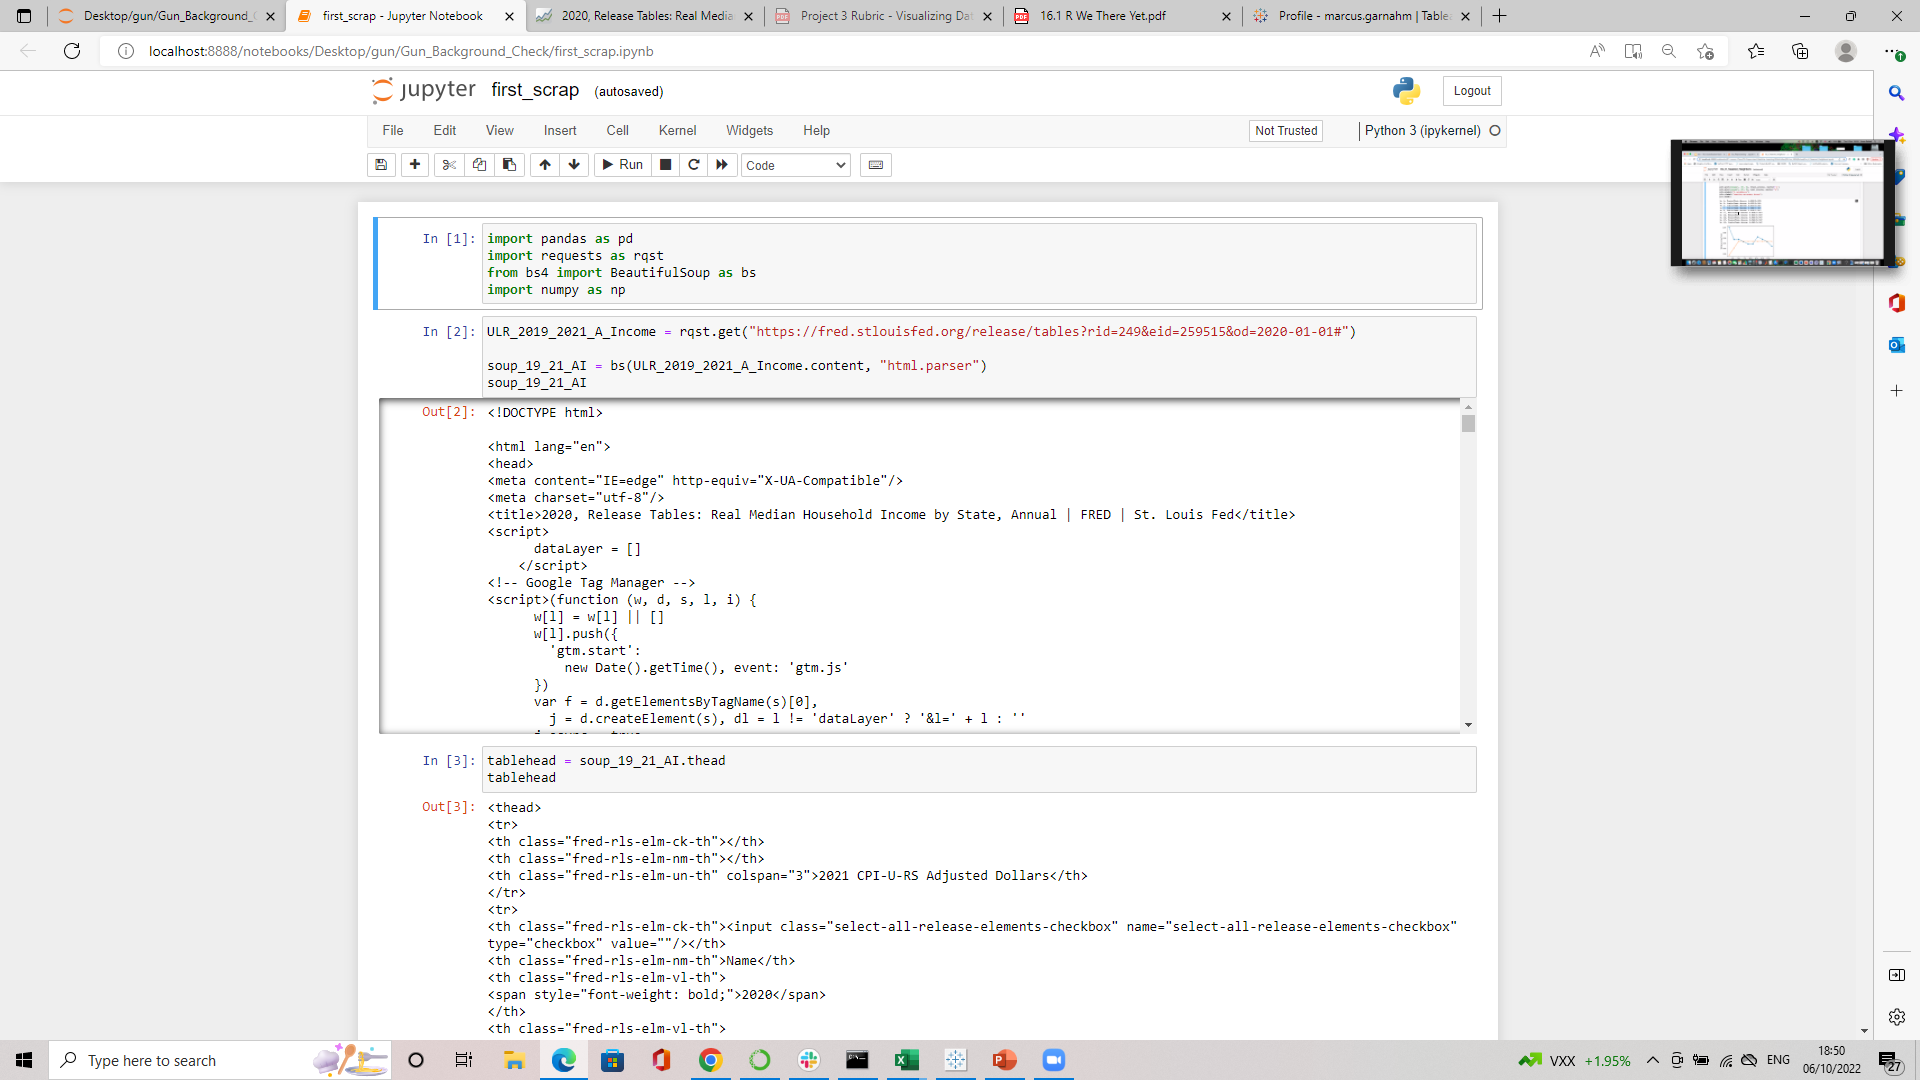 Desktop/gun/Gun_Background_C
first_scrap - Jupyter Notebook
2020, Release Tables: Real Media
Project 3 Rubric - Visualizing Dat
16.1 R We There Yet.pdf
Profile - marcus.garnahm | Table
localhost:8888/notebooks/Desktop/gun/Gun_Background_Check/first_scrap.ipynb
jupyter first_scrap (autosaved)
Logout
File Edit View Insert Cell Kernel Widgets Help
Not Trusted
Python 3 (ipykernel)
Run
Code
In [1]: import pandas as pd
import requests as rqst
from bs4 import BeautifulSoup as bs
import numpy as np
In [2]: ULR_2019_2021_A_Income = rqst.get("https://fred.stlouisfed.org/release/tables?rid=249&eid=259515&od=2020-01-01#")
soup_19_21_AI = bs(ULR_2019_2021_A_Income.content, "html.parser")
soup_19_21_AI
Out[2]: <!DOCTYPE html>
<html lang="en">
<head>
<meta content="IE=edge" http-equiv="X-UA-Compatible"/>
<meta charset="utf-8"/>
<title>2020, Release Tables: Real Median Household Income by State, Annual | FRED | St. Louis Fed</title>
<script>
dataLayer = []
</script>
<!-- Google Tag Manager -->
<script>(function (w, d, s, l, i) {
w[l] = w[l] || []
w[l].push({
'gtm.start':
new Date().getTime(), event: 'gtm.js'
})
var f = d.getElementsByTagName(s)[0],
j = d.createElement(s), dl = l != 'dataLayer' ? '&l=' + l : ''
In [3]: tablehead = soup_19_21_AI.thead
tablehead
Out[3]: <thead>
<tr>
<th class="fred-rls-elm-ck-th"></th>
<th class="fred-rls-elm-nm-th"></th>
<th class="fred-rls-elm-un-th" colspan="3">2021 CPI-U-RS Adjusted Dollars</th>
</tr>
<tr>
<th class="fred-rls-elm-ck-th"><input class="select-all-release-elements-checkbox" name="select-all-release-elements-checkbox"
type="checkbox" value=""/></th>
<th class="fred-rls-elm-nm-th">Name</th>
<th class="fred-rls-elm-vl-th">
<span style="font-weight: bold;">2020</span>
</th>
<th class="fred-rls-elm-vl-th">
Type here to search
VXX +1.95%
ENG
18:50
06/10/2022
27